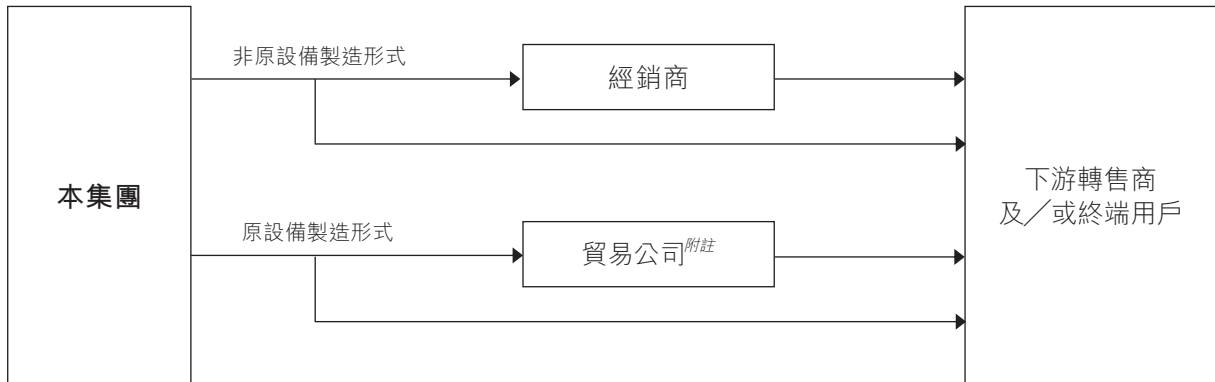 非原設備製造形式
經銷商
本集團
原設備製造形式
貿易公司附註
下游轉售商
及╱或終端用戶